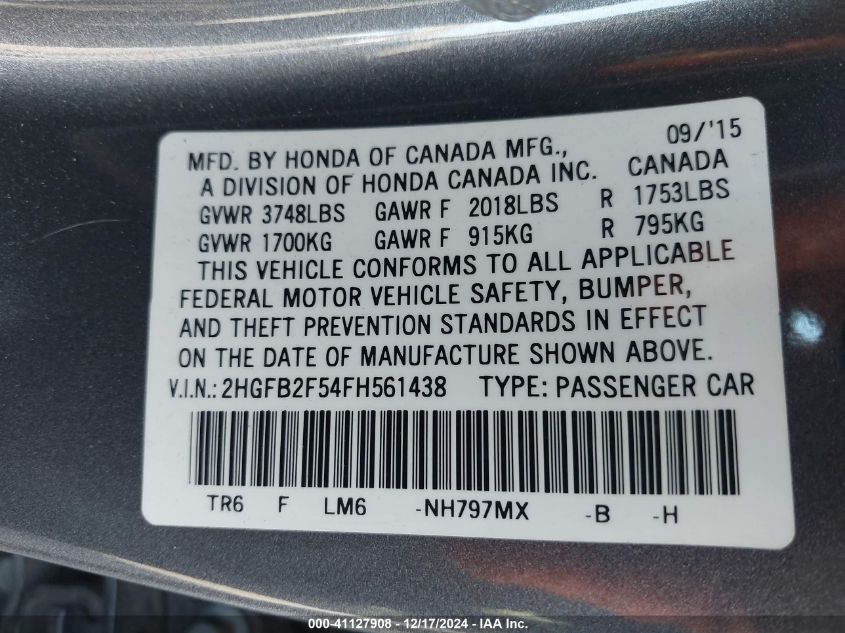 09/'15
MFD. BY HONDA OF CANADA MFG., CANADA
A DIVISION OF HONDA CANADA INC.
GVWR 3748LBS GAWR F 2018LBS R 1753LBS
GVWR 1700KG GAWR F 915KG R 795KG
THIS VEHICLE CONFORMS TO ALL APPLICABLE
FEDERAL MOTOR VEHICLE SAFETY, BUMPER,
AND THEFT PREVENTION STANDARDS IN EFFECT
ON THE DATE OF MANUFACTURE SHOWN ABOVE.
V.I.N.: 2HGFB2F54FH561438 TYPE: PASSENGER CAR
TR6 F LM6 -NH797MX -B -H
000-41127908 - 12/17/2024 - IAA Inc.